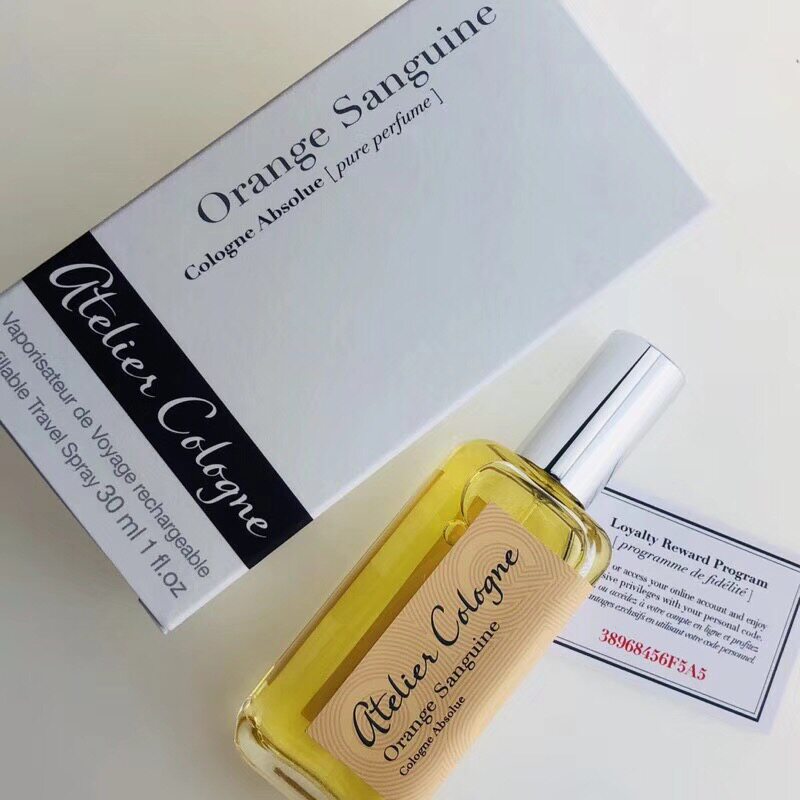 Orange Sanguine
Cologne Absolue [ pure perfume ]
Atelier Cologne
Vaporisateur de Voyage rechargeable
Travel Spray 30 ml 1 fl.oz
Atelier Cologne
Orange Sanguine
Cologne Absolue
Loyalty Reward Program
[ programme de fidélité ]
or access your online account and enjoy
privileges with your personal code.
ou accédez à votre compte en ligne et profitez
exclusifs en utilisant votre code personnel.
38968456F5A5